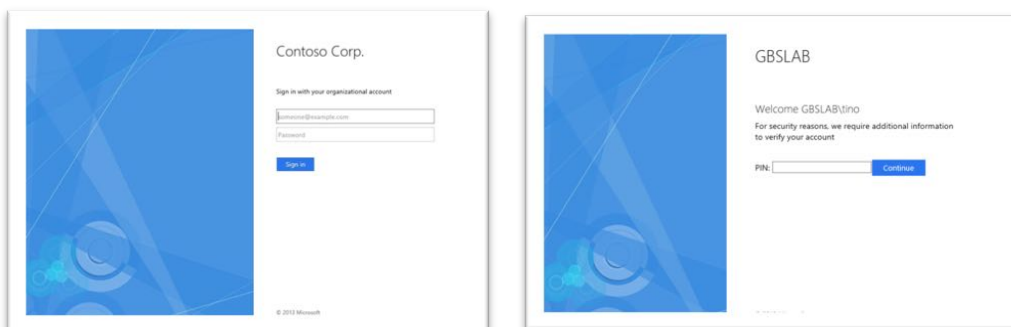 Contoso Corp.
Sign in with your organizational account
someone@example.com
Password
Sign in
© 2013 Microsoft
GBSLAB
Welcome GBSLAB\tino
For security reasons, we require additional information
to verify your account
PIN:
Continue